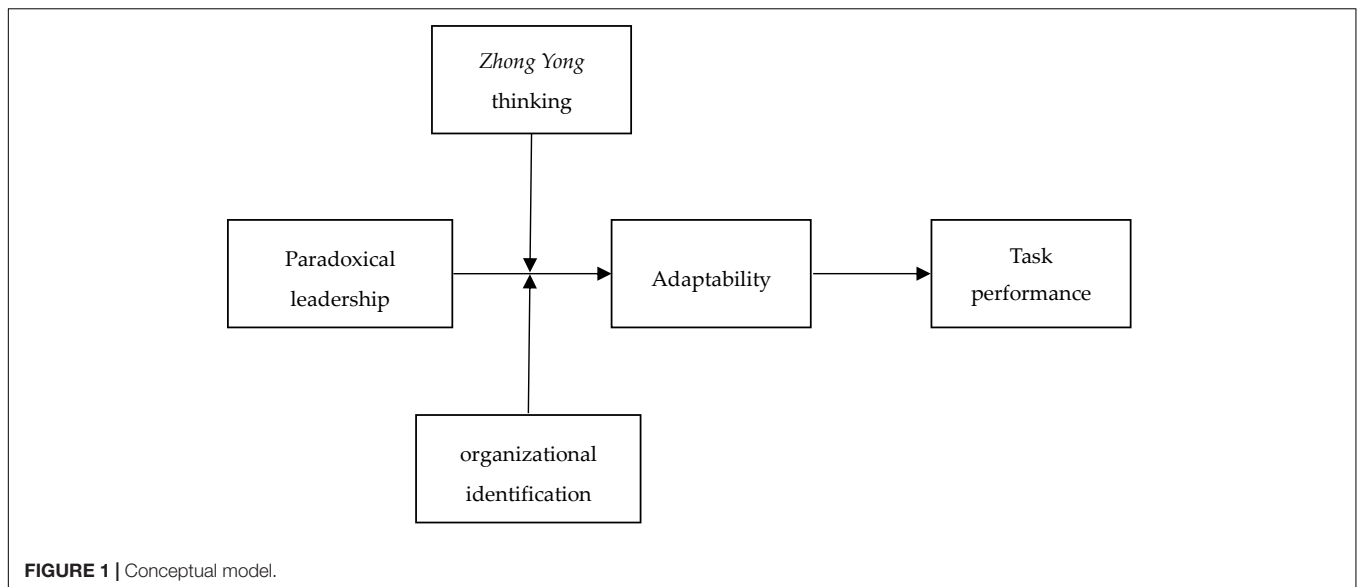 Zhong Yong
thinking
Paradoxical
leadership
Adaptability
Task
performance
organizational
identification
FIGURE 1 | Conceptual model.